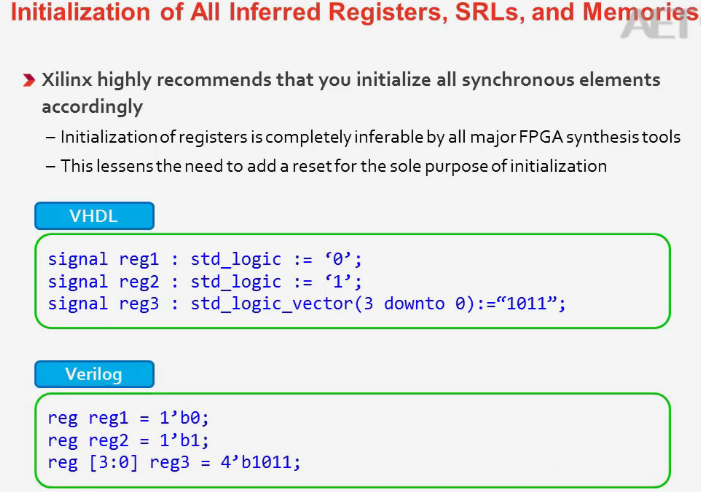 Initialization of All Inferred Registers, SRLs, and Memories
AET
Xilinx highly recommends that you initialize all synchronous elements
accordingly
– Initialization of registers is completely inferable by all major FPGA synthesis tools
– This lessens the need to add a reset for the sole purpose of initialization
VHDL
signal reg1 : std_logic := ‘0’;
signal reg2 : std_logic := ‘1’;
signal reg3 : std_logic_vector(3 downto 0):=“1011”;
Verilog
reg reg1 = 1’b0;
reg reg2 = 1’b1;
reg [3:0] reg3 = 4’b1011;